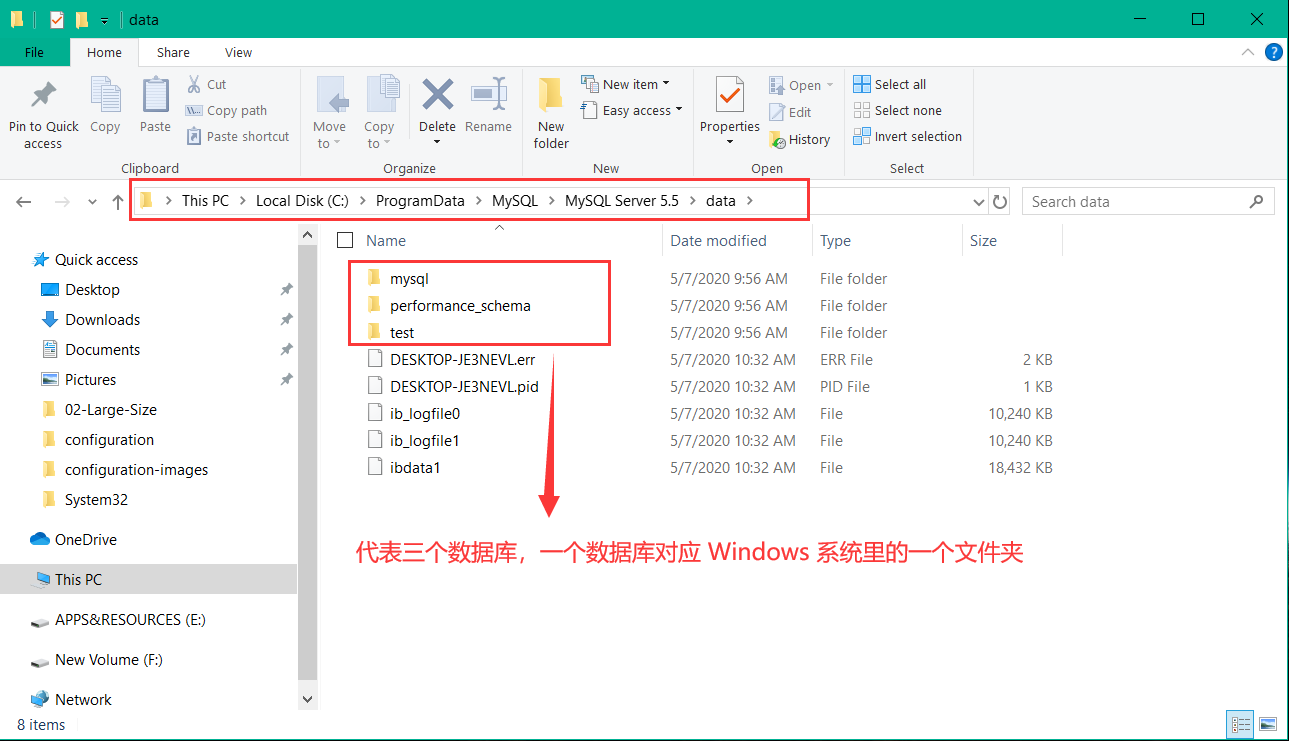 data
File Home Share View
Pin to Quick access
Copy
Paste
Cut
Copy path
Paste shortcut
Clipboard
Move to
Copy to
Delete
Rename
Organize
New folder
New item
Easy access
New
Properties
Open
Edit
History
Open
Select all
Select none
Invert selection
Select
This PC > Local Disk (C:) > ProgramData > MySQL > MySQL Server 5.5 > data >
Search data
Quick access
Desktop
Downloads
Documents
Pictures
02-Large-Size
configuration
configuration-images
System32
OneDrive
This PC
APPS&RESOURCES (E:)
New Volume (F:)
Network
Name Date modified Type Size
mysql 5/7/2020 9:56 AM File folder
performance_schema 5/7/2020 9:56 AM File folder
test 5/7/2020 9:56 AM File folder
DESKTOP-JE3NEVL.err 5/7/2020 10:32 AM ERR File 2 KB
DESKTOP-JE3NEVL.pid 5/7/2020 10:32 AM PID File 1 KB
ib_logfile0 5/7/2020 10:32 AM File 10,240 KB
ib_logfile1 5/7/2020 10:32 AM File 10,240 KB
ibdata1 5/7/2020 10:32 AM File 18,432 KB
代表三个数据库，一个数据库对应 Windows 系统里的一个文件夹
8 items